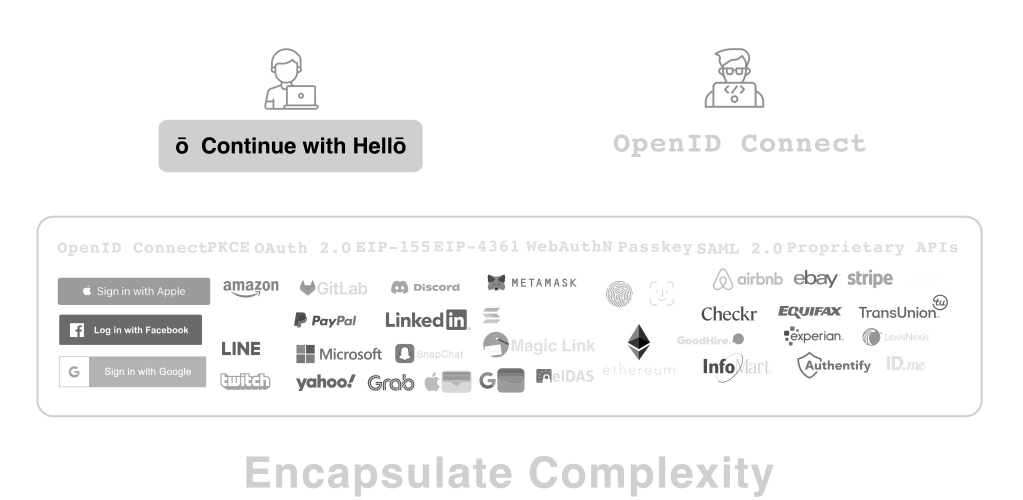 ō Continue with Hellō
OpenID Connect
OpenID Connect PKCE OAuth 2.0 EIP-155 EIP-4361 WebAuthN Passkey SAML 2.0 Proprietary APIs
Sign in with Apple
amazon
GitLab
Discord
METAMASK
airbnb
ebay
stripe
Log in with Facebook
PayPal
LinkedIn
Checkr
EQUIFAX
TransUnion
tu
LINE
Microsoft
SnapChat
Magic Link
GoodHire
experian
LexisNexis
G Sign in with Google
twitch
yahoo!
Grab
G
eIDAS
ethereum
InfoMart
Authentify
ID.me
Encapsulate Complexity